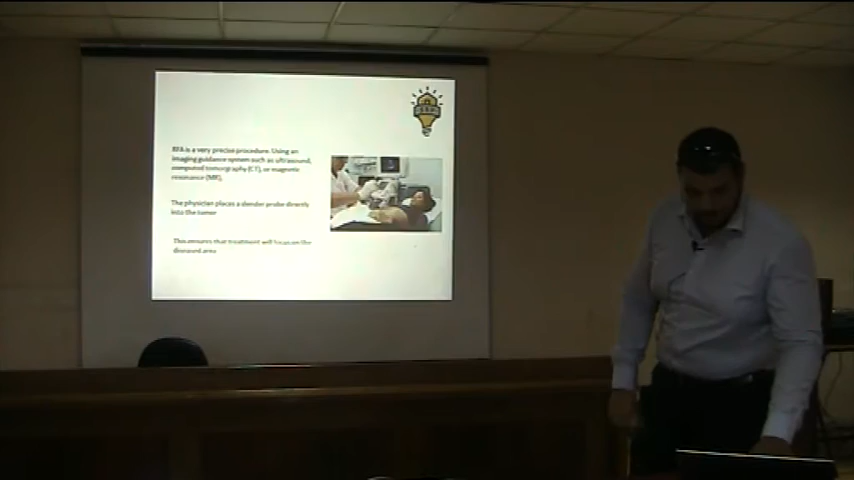 RFA is a very precise procedure. Using an
imaging guidance system such as ultrasound,
computed tomography (CT), or magnetic
resonance (MR),
The physician places a slender probe directly
into the tumor
This ensures that treatment will focus on the
diseased area